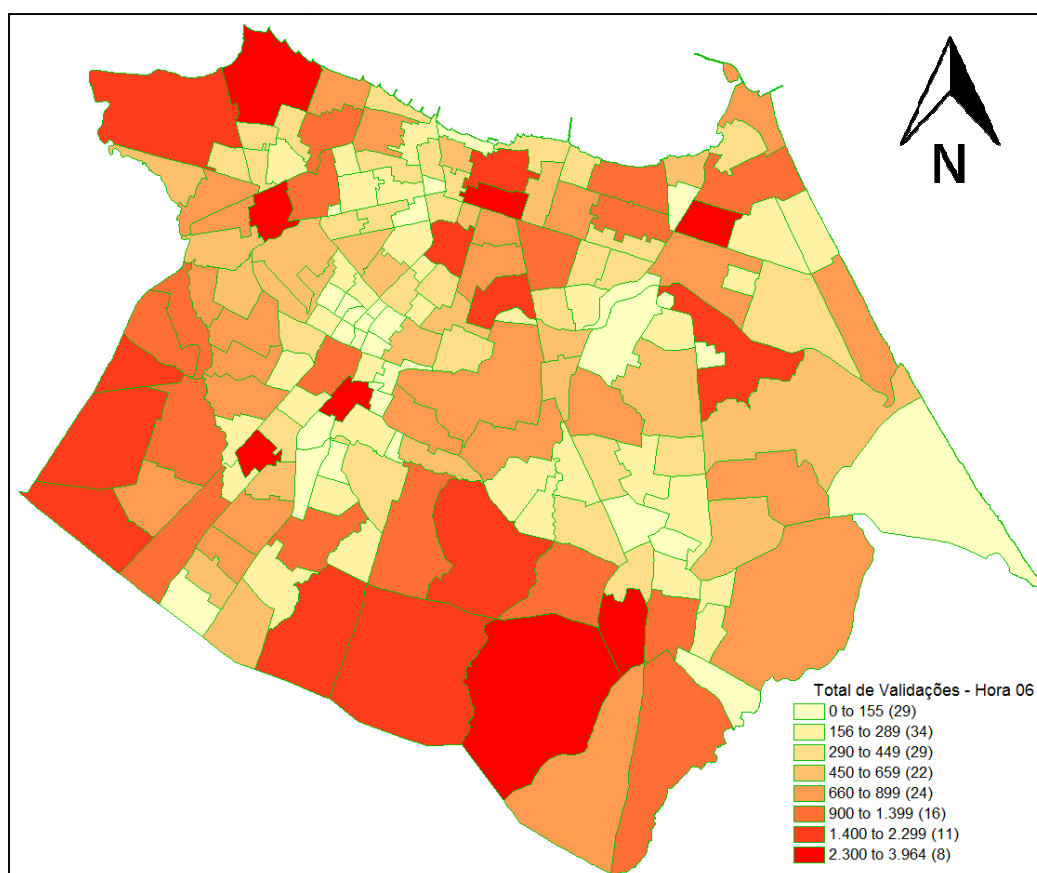 N
Total de Validações - Hora 06
0 to 155 (29)
156 to 289 (34)
290 to 449 (29)
450 to 659 (22)
660 to 899 (24)
900 to 1.399 (16)
1.400 to 2.299 (11)
2.300 to 3.964 (8)